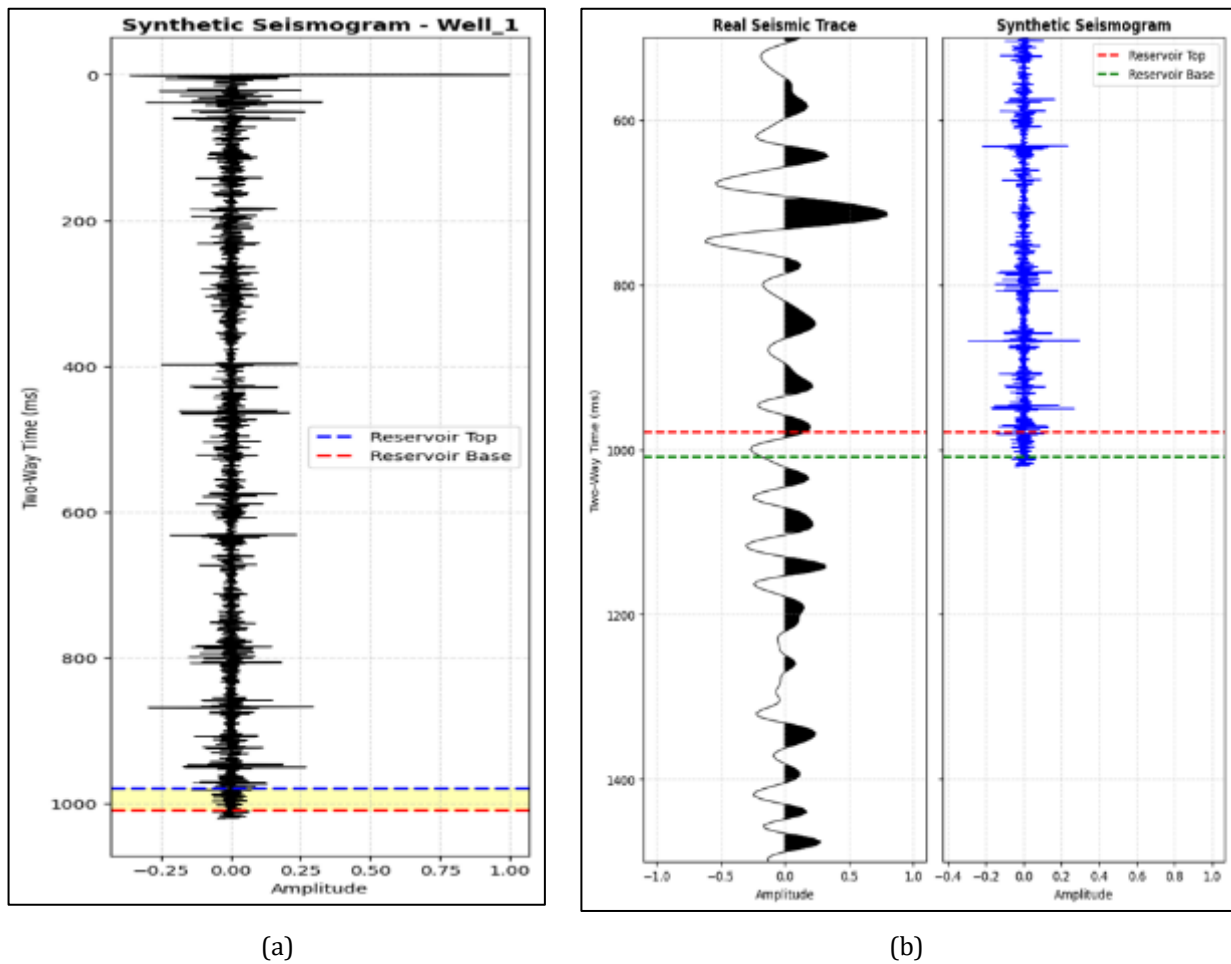 Synthetic Seismogram - Well_1
0
200
400
600
800
1000
Two-Way Time (ms)
Reservoir Top
Reservoir Base
−0.25 0.00 0.25 0.50 0.75 1.00
Amplitude
(a)
Real Seismic Trace
600
800
1000
1200
1400
Two-Way Time (ms)
−1.0 −0.5 0.0 0.5 1.0
Amplitude
Synthetic Seismogram
Reservoir Top
Reservoir Base
−0.4 −0.2 0.0 0.2 0.4 0.6 0.8 1.0
Amplitude
(b)